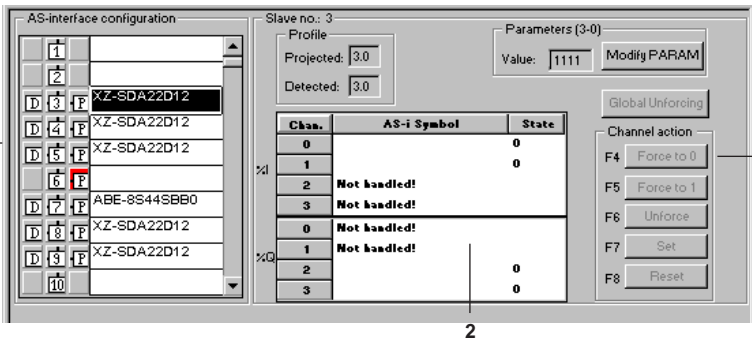 AS-interface configuration
1
2
D 3 P XZ-SDA22D12
D 4 P XZ-SDA22D12
D 5 P XZ-SDA22D12
6 P
D 7 P ABE-8S44SBB0
D 8 P XZ-SDA22D12
D 9 P XZ-SDA22D12
10
Slave no.: 3
Profile
Projected: 3.0
Detected: 3.0
Parameters (3-0)
Value: 1111 Modify PARAM
Global Unforcing
Chan. AS-i Symbol State
%I
0 0
1 0
2 Not handled!
3 Not handled!
%Q
0 Not handled!
1 Not handled!
2 0
3 0
Channel action
F4 Force to 0
F5 Force to 1
F6 Unforce
F7 Set
F8 Reset
2